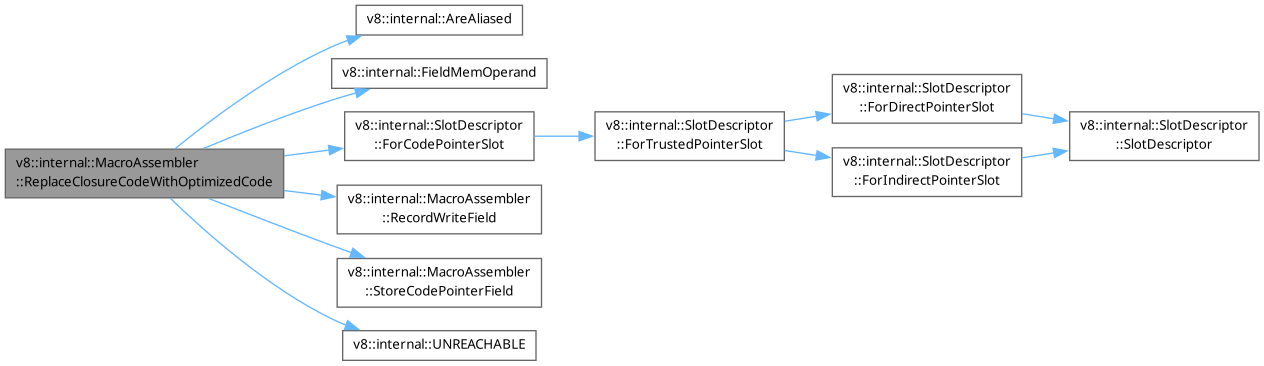 v8::internal::AreAliased
v8::internal::FieldMemOperand
v8::internal::SlotDescriptor
::ForCodePointerSlot
v8::internal::SlotDescriptor
::ForTrustedPointerSlot
v8::internal::SlotDescriptor
::ForDirectPointerSlot
v8::internal::SlotDescriptor
::ForIndirectPointerSlot
v8::internal::SlotDescriptor
::SlotDescriptor
v8::internal::MacroAssembler
::ReplaceClosureCodeWithOptimizedCode
v8::internal::MacroAssembler
::RecordWriteField
v8::internal::MacroAssembler
::StoreCodePointerField
v8::internal::UNREACHABLE